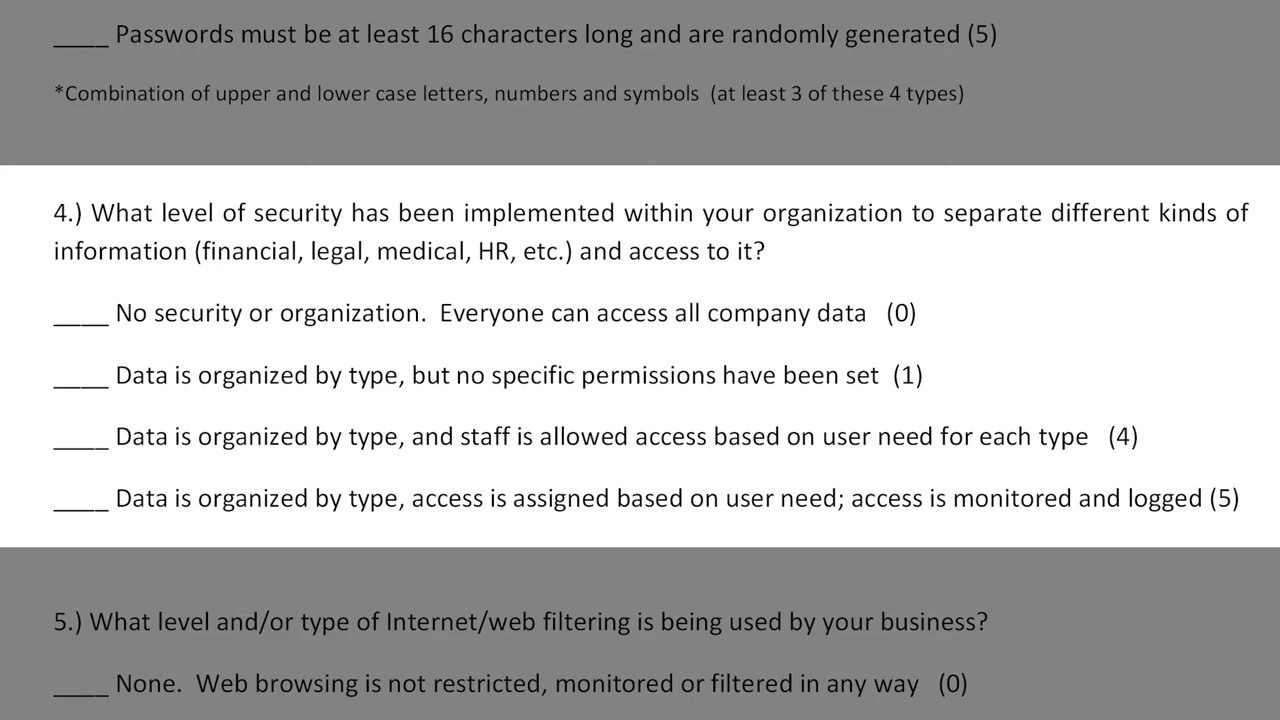 ____ Passwords must be at least 16 characters long and are randomly generated (5)
*Combination of upper and lower case letters, numbers and symbols  (at least 3 of these 4 types)
4.) What level of security has been implemented within your organization to separate different kinds of
information (financial, legal, medical, HR, etc.) and access to it?
____ No security or organization.  Everyone can access all company data   (0)
____ Data is organized by type, but no specific permissions have been set  (1)
____ Data is organized by type, and staff is allowed access based on user need for each type   (4)
____ Data is organized by type, access is assigned based on user need; access is monitored and logged (5)
5.) What level and/or type of Internet/web filtering is being used by your business?
____ None.  Web browsing is not restricted, monitored or filtered in any way   (0)